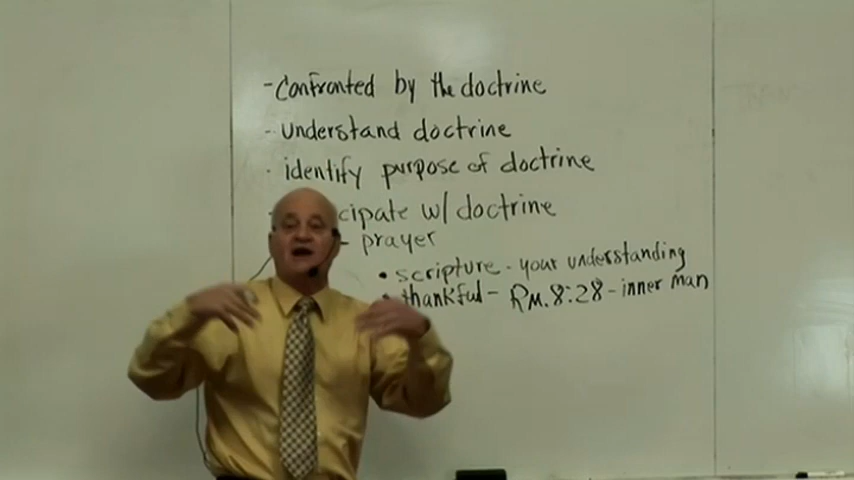 - Confronted by the doctrine
- understand doctrine
- identify purpose of doctrine
- cipate w/ doctrine
- prayer
• scripture - your understanding
• thankful - Rm. 8:28 - inner man